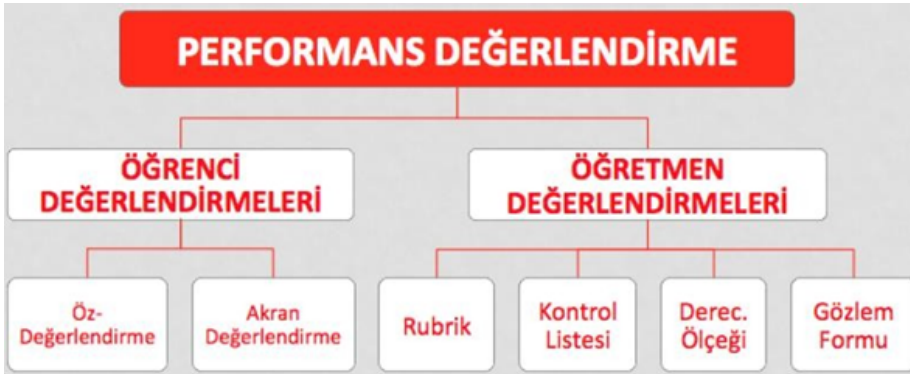 PERFORMANS DEĞERLENDİRME
ÖĞRENCİ
DEĞERLENDİRMELERİ
ÖĞRETMEN
DEĞERLENDİRMELERİ
Öz-
Değerlendirme
Akran
Değerlendirme
Rubrik
Kontrol
Listesi
Derec.
Ölçeği
Gözlem
Formu